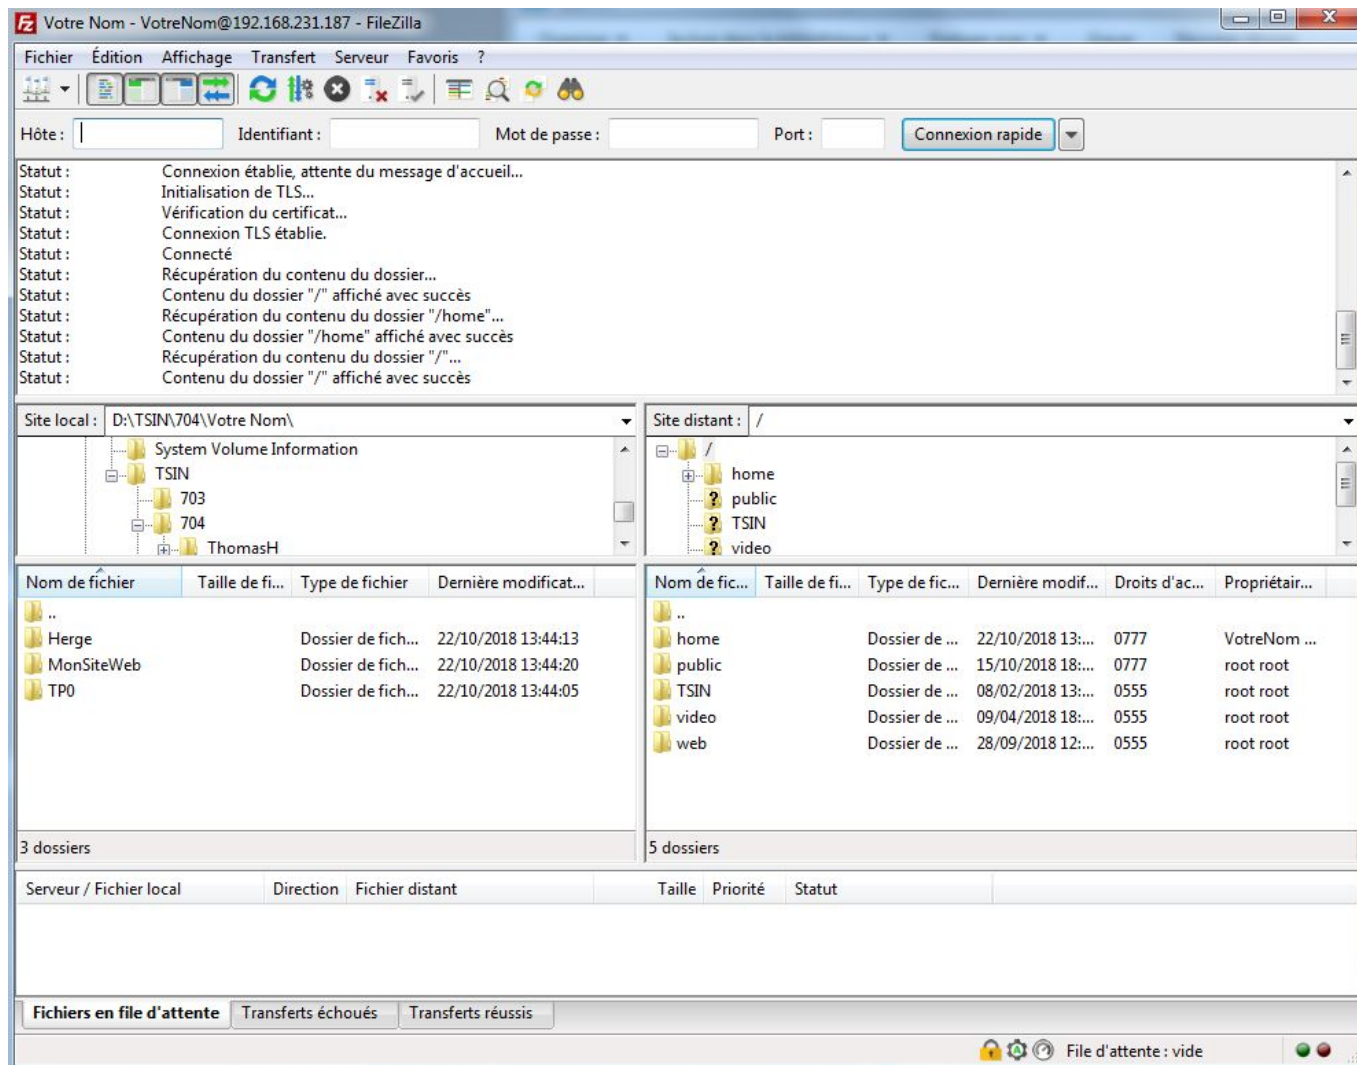 Votre Nom - VotreNom@192.168.231.187 - FileZilla
Fichier Édition Affichage Transfert Serveur Favoris ?
Hôte : Identifiant : Mot de passe : Port : Connexion rapide
Statut : Connexion établie, attente du message d'accueil...
Statut : Initialisation de TLS...
Statut : Vérification du certificat...
Statut : Connexion TLS établie.
Statut : Connecté
Statut : Récupération du contenu du dossier...
Statut : Contenu du dossier "/" affiché avec succès
Statut : Récupération du contenu du dossier "/home"...
Statut : Contenu du dossier "/home" affiché avec succès
Statut : Récupération du contenu du dossier "/"...
Statut : Contenu du dossier "/" affiché avec succès
Site local : D:\TSIN\704\Votre Nom\
System Volume Information
TSIN
703
704
ThomasH
Site distant : /
/
home
? public
? TSIN
? video
Nom de fichier Taille de fi... Type de fichier Dernière modificat...
..
Herge Dossier de fich... 22/10/2018 13:44:13
MonSiteWeb Dossier de fich... 22/10/2018 13:44:20
TP0 Dossier de fich... 22/10/2018 13:44:05
3 dossiers
Nom de fic... Taille de fi... Type de fic... Dernière modif... Droits d'ac... Propriétair...
..
home Dossier de ... 22/10/2018 13:... 0777 VotreNom ...
public Dossier de ... 15/10/2018 18:... 0777 root root
TSIN Dossier de ... 08/02/2018 13:... 0555 root root
video Dossier de ... 09/04/2018 18:... 0555 root root
web Dossier de ... 28/09/2018 12:... 0555 root root
5 dossiers
Serveur / Fichier local Direction Fichier distant Taille Priorité Statut
Fichiers en file d'attente Transferts échoués Transferts réussis
File d'attente : vide